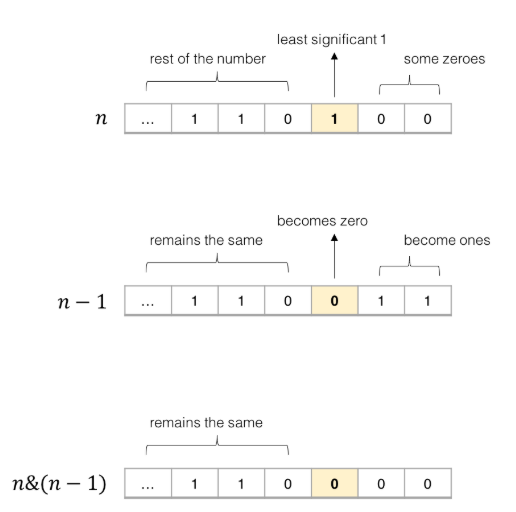 least significant 1
rest of the number
some zeroes
n ... 1 1 0 1 0 0
becomes zero
remains the same
become ones
n − 1 ... 1 1 0 0 1 1
remains the same
n&(n − 1) ... 1 1 0 0 0 0